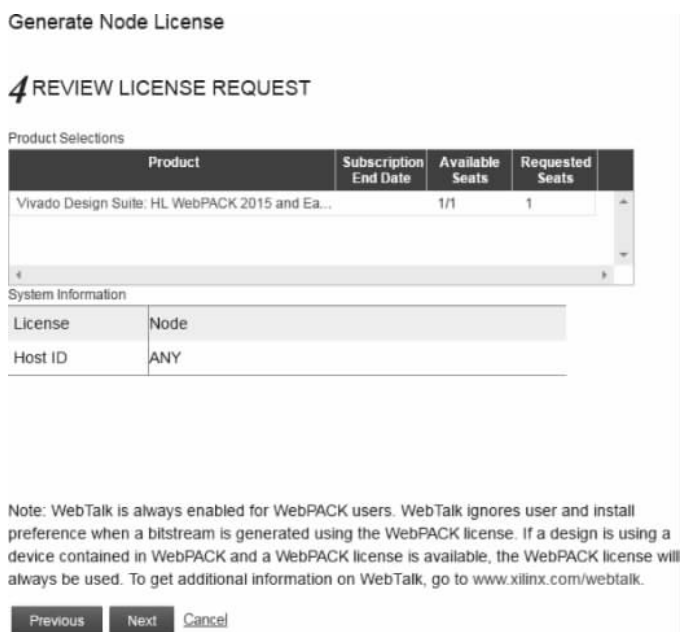 Generate Node License
4 REVIEW LICENSE REQUEST
Product Selections
Product Subscription End Date Available Seats Requested Seats
Vivado Design Suite: HL WebPACK 2015 and Ea... 1/1 1
System Information
License Node
Host ID ANY
Note: WebTalk is always enabled for WebPACK users. WebTalk ignores user and install
preference when a bitstream is generated using the WebPACK license. If a design is using a
device contained in WebPACK and a WebPACK license is available, the WebPACK license will
always be used. To get additional information on WebTalk, go to www.xilinx.com/webtalk.
Previous Next Cancel